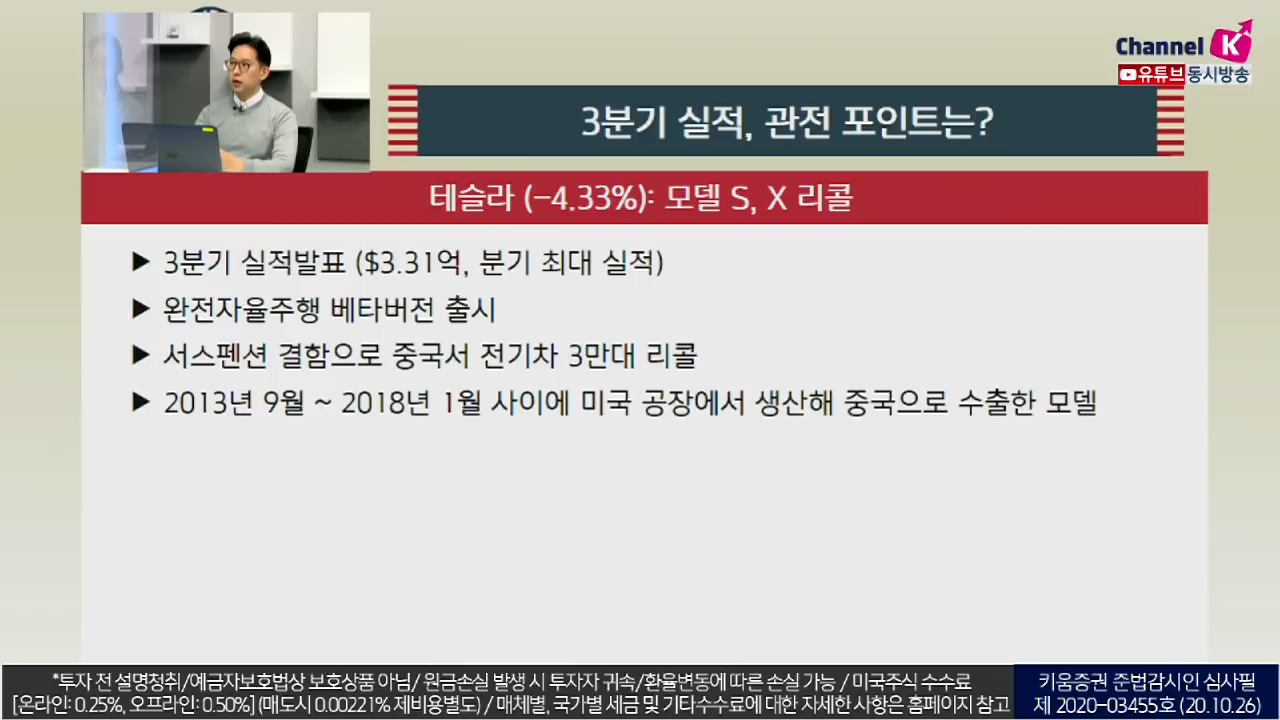 Channel K
유튜브 동시방송
3분기 실적, 관전 포인트는?
테슬라 (-4.33%): 모델 S, X 리콜
▶ 3분기 실적발표 ($3.31억, 분기 최대 실적)
▶ 완전자율주행 베타버전 출시
▶ 서스펜션 결함으로 중국서 전기차 3만대 리콜
▶ 2013년 9월 ~ 2018년 1월 사이에 미국 공장에서 생산해 중국으로 수출한 모델
*투자 전 설명청취/예금자보호법상 보호상품 아님/ 원금손실 발생 시 투자자 귀속/환율변동에 따른 손실 가능 / 미국주식 수수료
[온라인: 0.25%, 오프라인: 0.50%] (매도시 0.00221% 제비용별도) / 매체별, 국가별 세금 및 기타수수료에 대한 자세한 사항은 홈페이지 참고
키움증권 준법감시인 심사필
제 2020-03455호 (20.10.26)